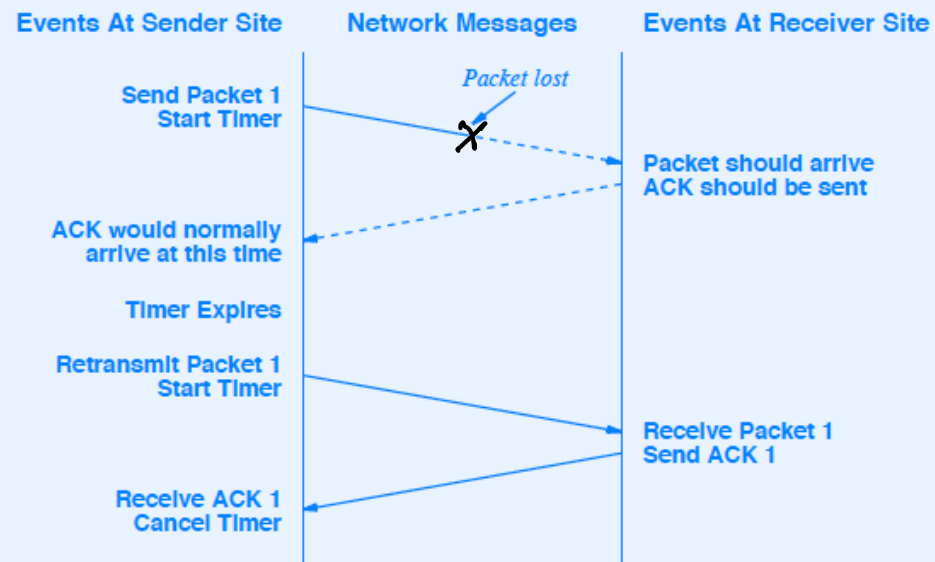 Events At Sender Site
Network Messages
Events At Receiver Site
Packet lost
Send Packet 1
Start Timer
Packet should arrive
ACK should be sent
ACK would normally
arrive at this time
Timer Expires
Retransmit Packet 1
Start Timer
Receive Packet 1
Send ACK 1
Receive ACK 1
Cancel Timer